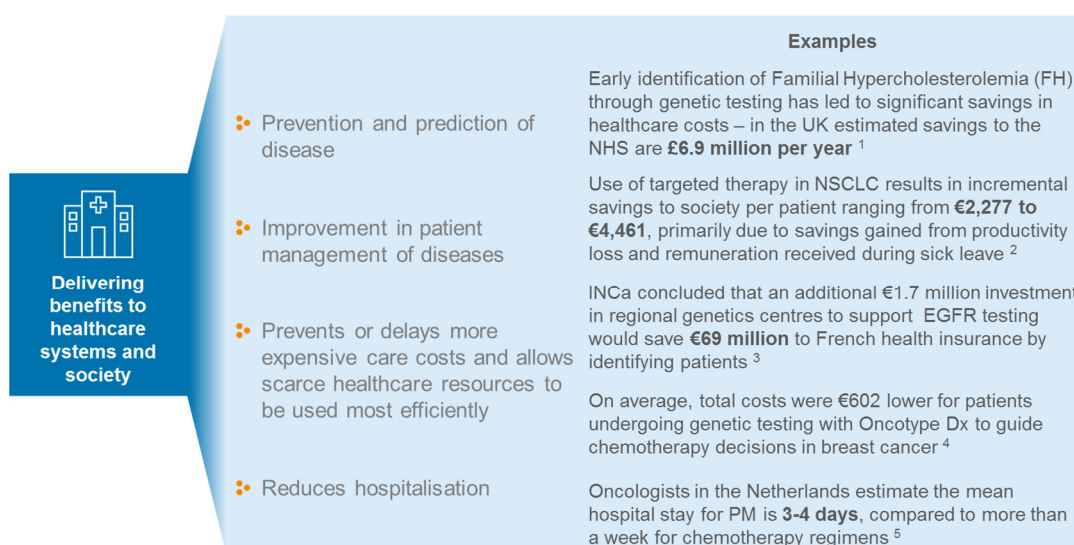 Delivering
benefits to
healthcare
systems and
society
Prevention and prediction of
disease
Improvement in patient
management of diseases
Prevents or delays more
expensive care costs and allows
scarce healthcare resources to
be used most efficiently
Reduces hospitalisation
Examples
Early identification of Familial Hypercholesterolemia (FH)
through genetic testing has led to significant savings in
healthcare costs – in the UK estimated savings to the
NHS are £6.9 million per year 1
Use of targeted therapy in NSCLC results in incremental
savings to society per patient ranging from €2,277 to
€4,461, primarily due to savings gained from productivity
loss and remuneration received during sick leave 2
INCa concluded that an additional €1.7 million investment
in regional genetics centres to support EGFR testing
would save €69 million to French health insurance by
identifying patients 3
On average, total costs were €602 lower for patients
undergoing genetic testing with Oncotype Dx to guide
chemotherapy decisions in breast cancer 4
Oncologists in the Netherlands estimate the mean
hospital stay for PM is 3-4 days, compared to more than
a week for chemotherapy regimens 5